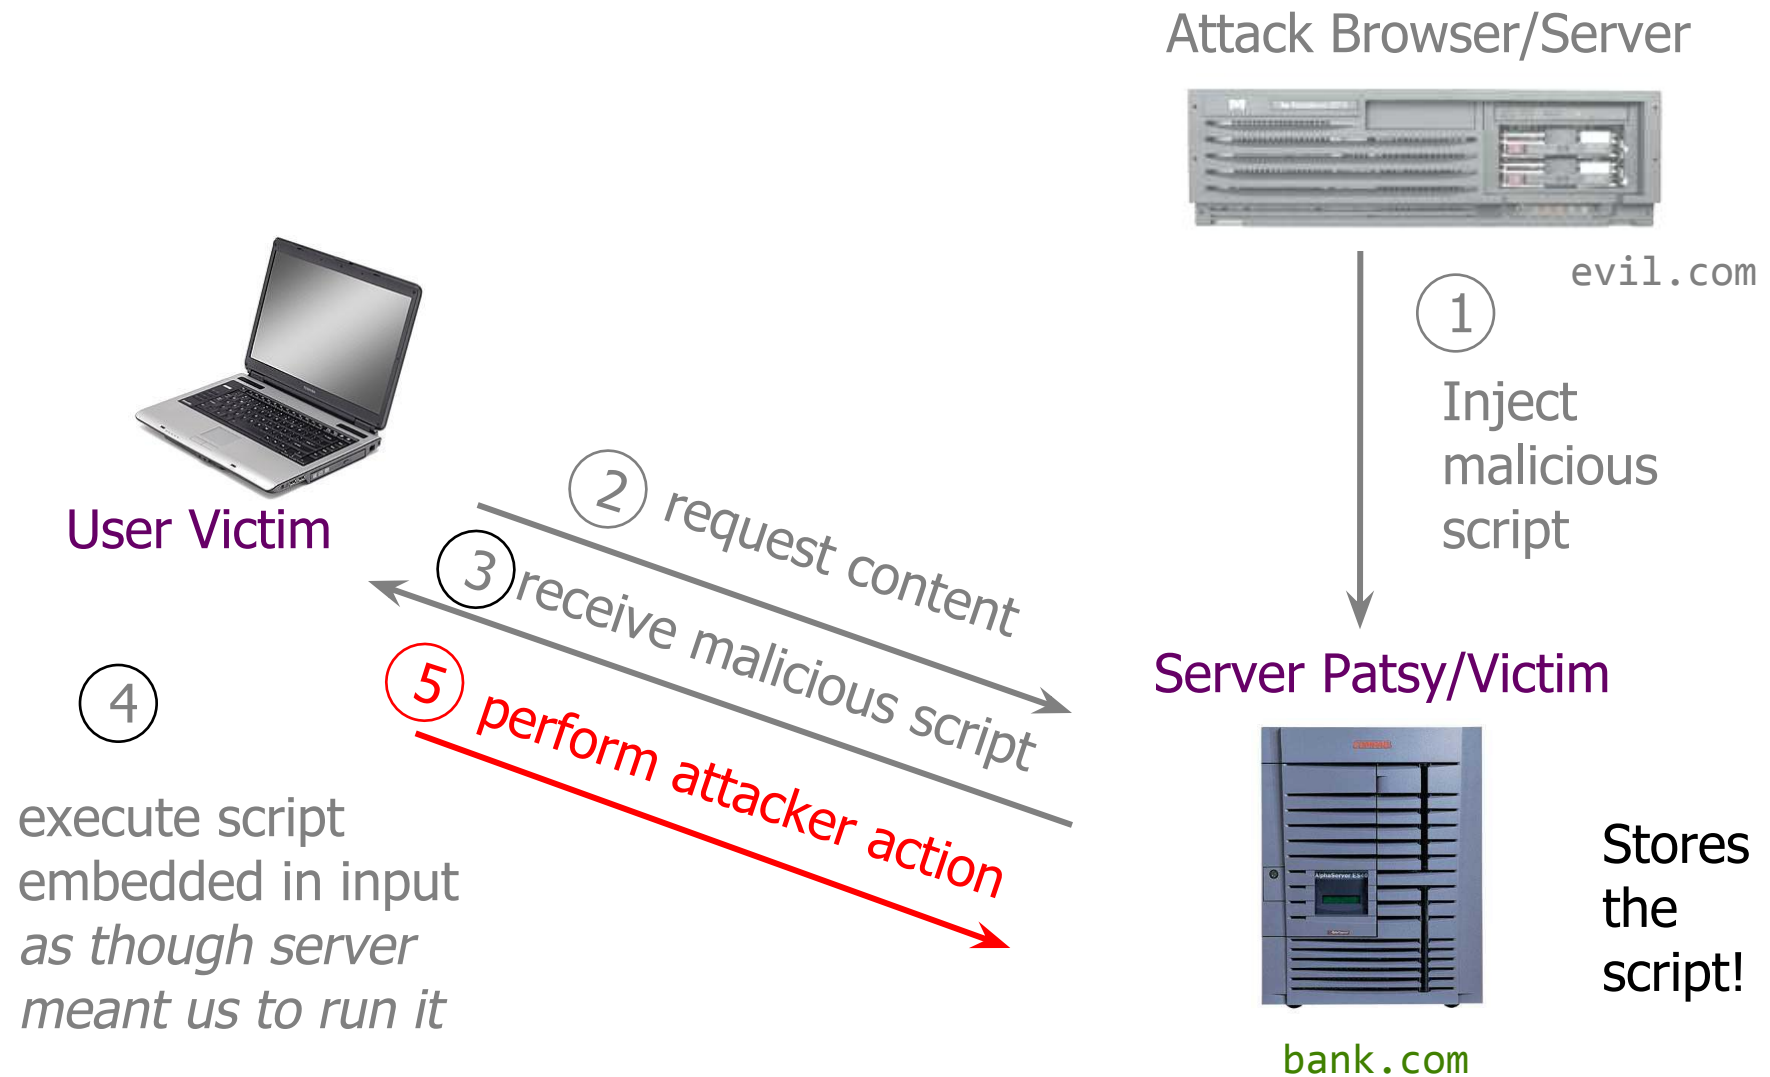 Attack Browser/Server
evil.com
1
Inject
malicious
script
User Victim
2 request content
3 receive malicious script
4
execute script
embedded in input
as though server
meant us to run it
5 perform attacker action
Server Patsy/Victim
AlphaServer ES40
Stores
the
script!
bank.com